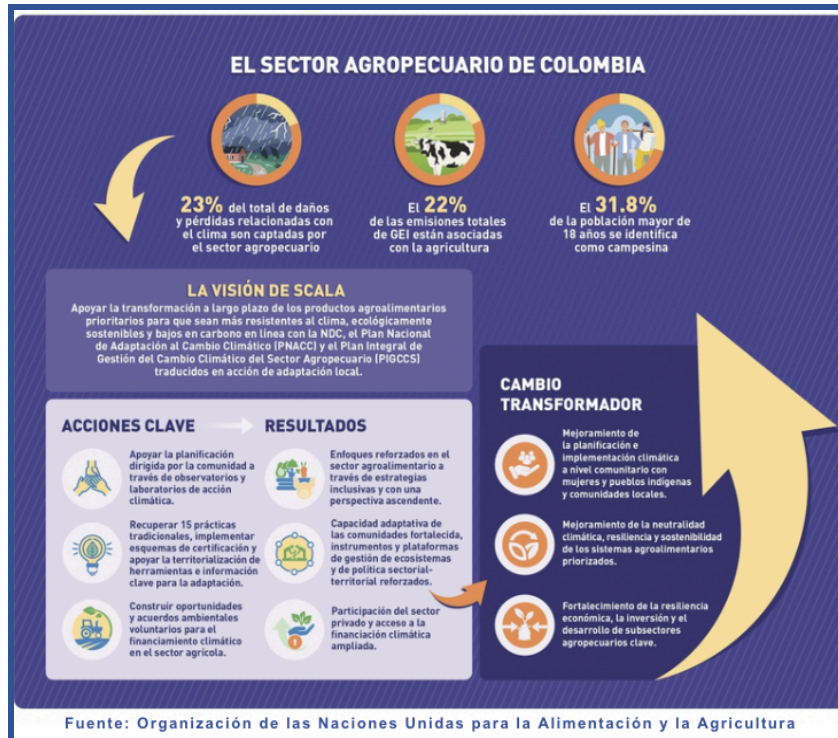 EL SECTOR AGROPECUARIO DE COLOMBIA
23% del total de daños
y pérdidas relacionadas con
el clima son captadas por
el sector agropecuario
El 22%
de las emisiones totales
de GEI están asociadas
con la agricultura
El 31.8%
de la población mayor de
18 años se identifica
como campesina
LA VISIÓN DE SCALA
Apoyar la transformación a largo plazo de los productos agroalimentarios
prioritarios para que sean más resistentes al clima, ecológicamente
sostenibles y bajos en carbono en línea con la NDC, el Plan Nacional
de Adaptación al Cambio Climático (PNACC) y el Plan Integral de
Gestión del Cambio Climático del Sector Agropecuario (PIGCCS)
traducidos en acción de adaptación local.
ACCIONES CLAVE
Apoyar la planificación
dirigida por la comunidad a
través de observatorios y
laboratorios de acción
climática.
Recuperar 15 prácticas
tradicionales, implementar
esquemas de certificación y
apoyar la territorialización de
herramientas e información
clave para la adaptación.
Construir oportunidades
y acuerdos ambientales
voluntarios para el
financiamiento climático
en el sector agrícola.
RESULTADOS
Enfoques reforzados en el
sector agroalimentario a
través de estrategias
inclusivas y con una
perspectiva ascendente.
Capacidad adaptativa de
las comunidades fortalecida,
instrumentos y plataformas
de gestión de ecosistemas
y de política sectorial-
territorial reforzados.
Participación del sector
privado y acceso a la
financiación climática
ampliada.
CAMBIO
TRANSFORMADOR
Mejoramiento de
la planificación e
implementación climática
a nivel comunitario con
mujeres y pueblos indígenas
y comunidades locales.
Mejoramiento de la neutralidad
climática, resiliencia y sostenibilidad
de los sistemas agroalimentarios
priorizados.
Fortalecimiento de la resiliencia
económica, la inversión y el
desarrollo de subsectores
agropecuarios clave.
Fuente: Organización de las Naciones Unidas para la Alimentación y la Agricultura